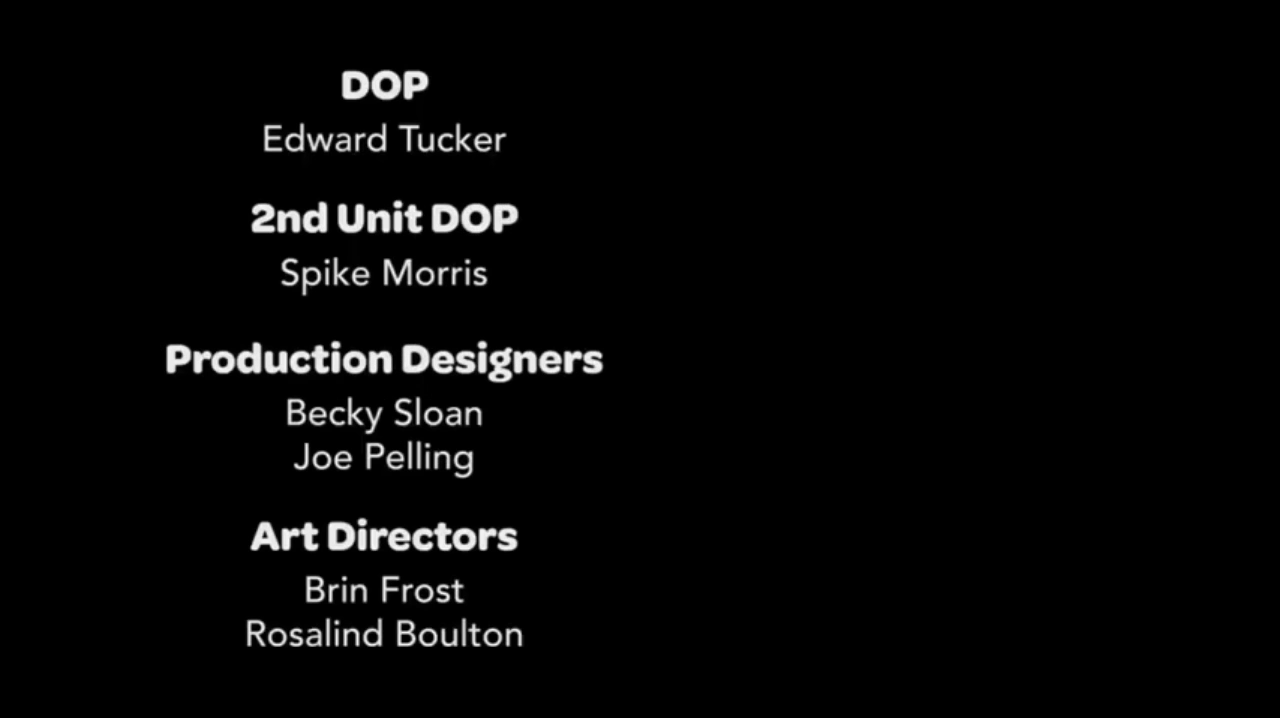 DOP
Edward Tucker
2nd Unit DOP
Spike Morris
Production Designers
Becky Sloan
Joe Pelling
Art Directors
Brin Frost
Rosalind Boulton